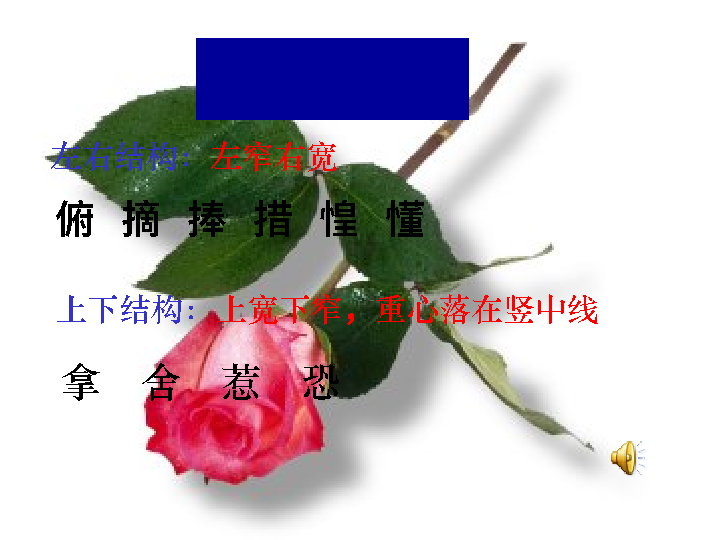 左右结构：左窄右宽
俯 摘 捧 措 惶 懂
上下结构：上宽下窄，重心落在竖中线
拿 舍 惹 恐